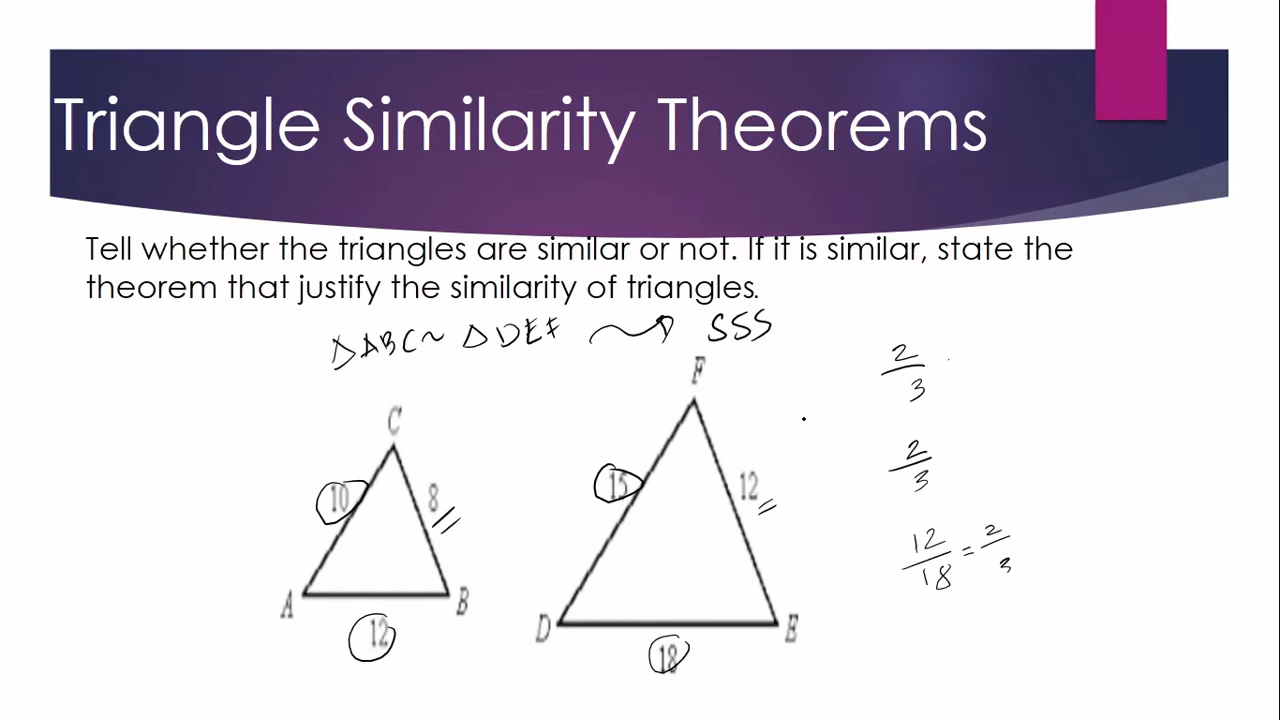 Triangle Similarity Theorems
Tell whether the triangles are similar or not. If it is similar, state the
theorem that justify the similarity of triangles.
△ABC~ △DEF → SSS
F
2/3
C
10
8
15
12
2/3
12/18 = 2/3
A
B
D
E
12
18